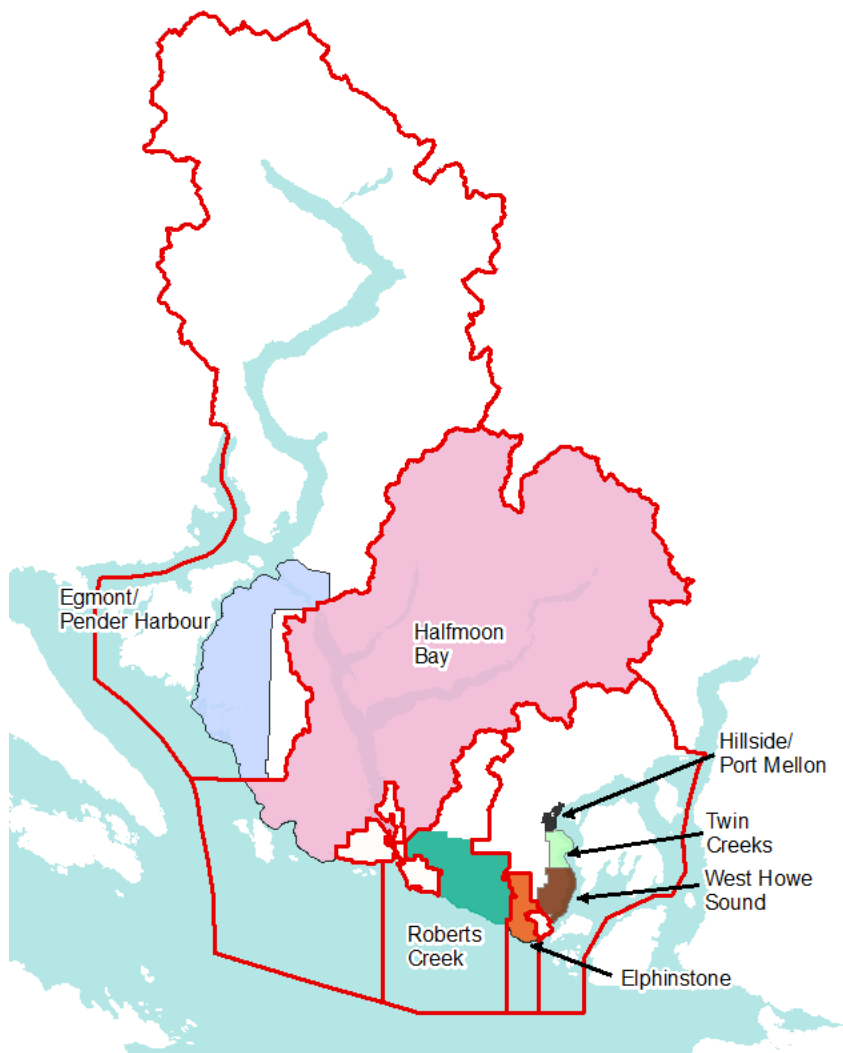 Egmont/
Pender Harbour
Halfmoon
Bay
Hillside/
Port Mellon
Twin
Creeks
West Howe
Sound
Roberts
Creek
Elphinstone